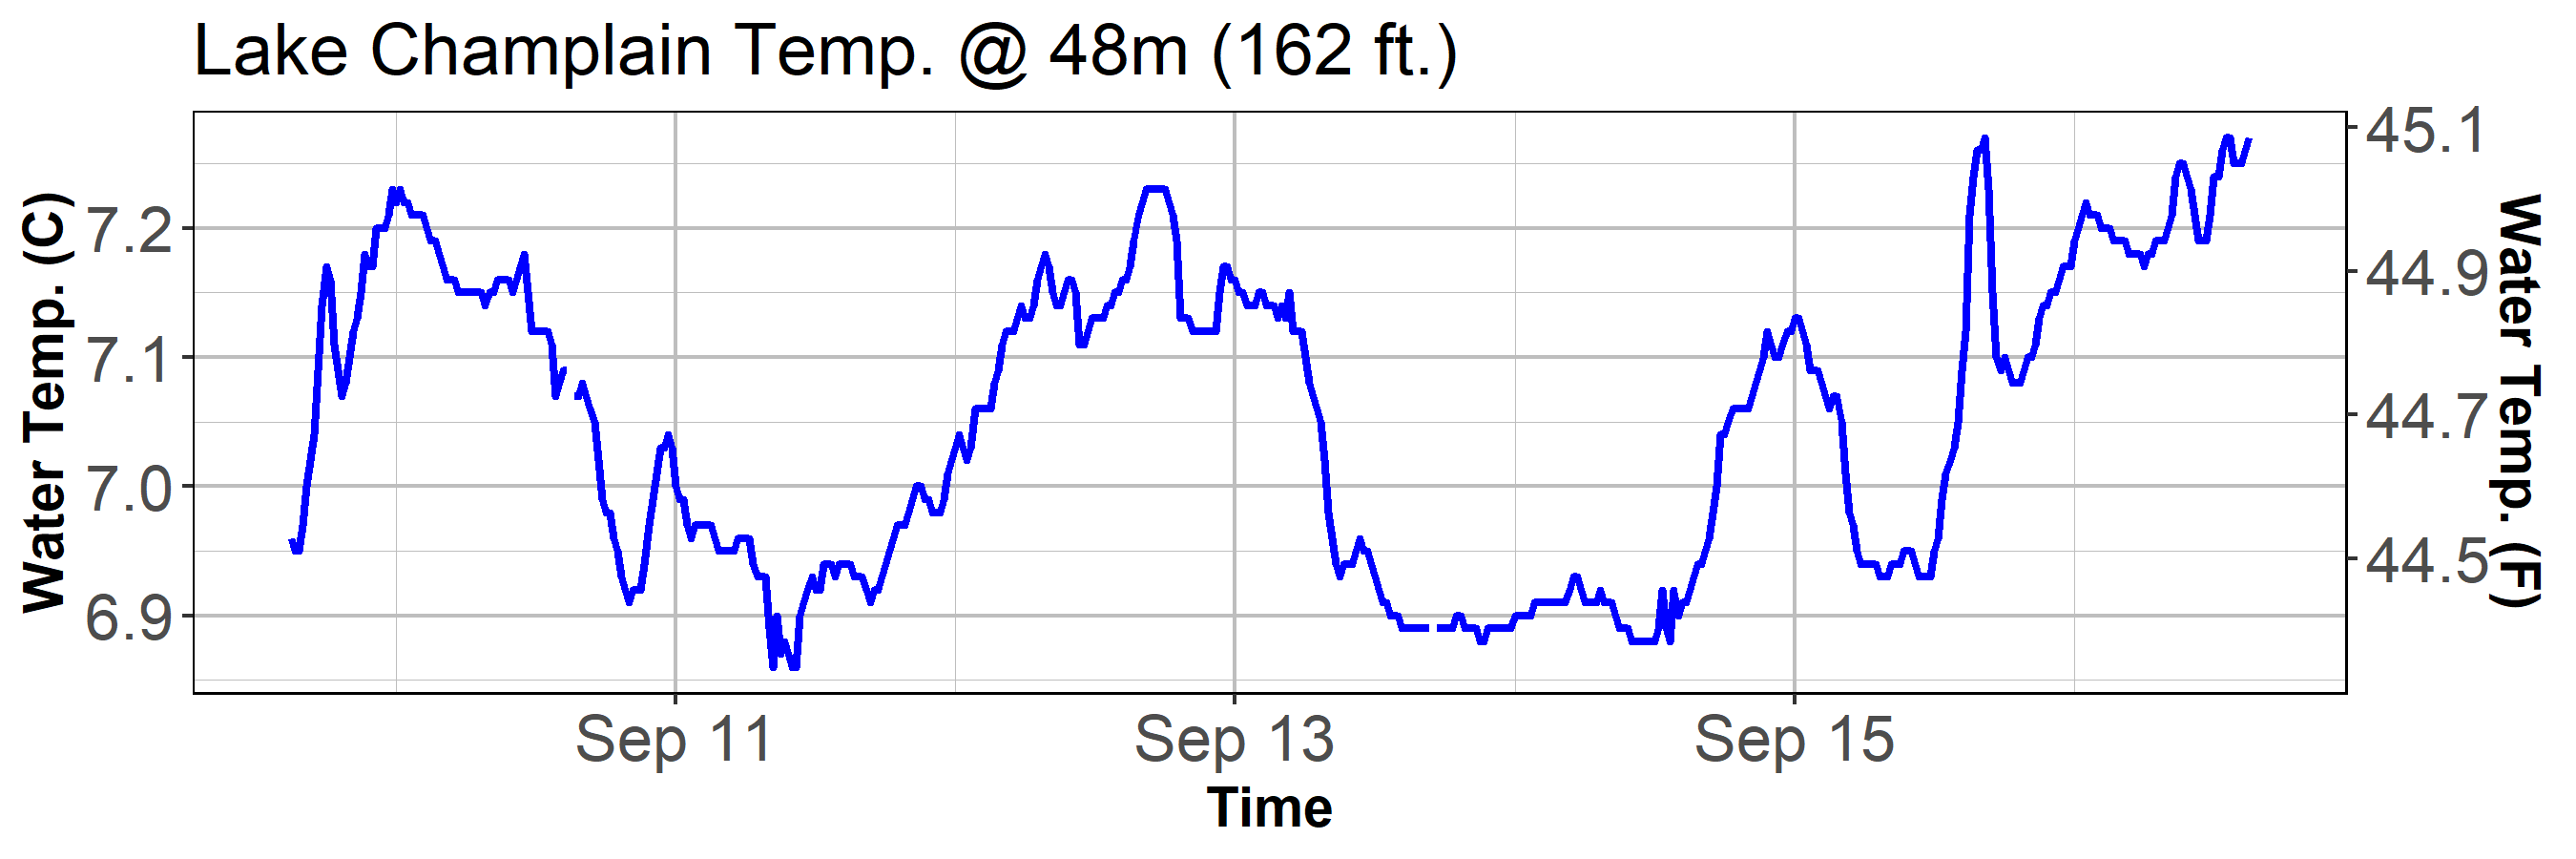 Lake Champlain Temp. @ 48m (162 ft.)
Water Temp. (C)
7.2
7.1
7.0
6.9
45.1
44.9
44.7
44.5
Water Temp. (F)
Sep 11
Sep 13
Sep 15
Time